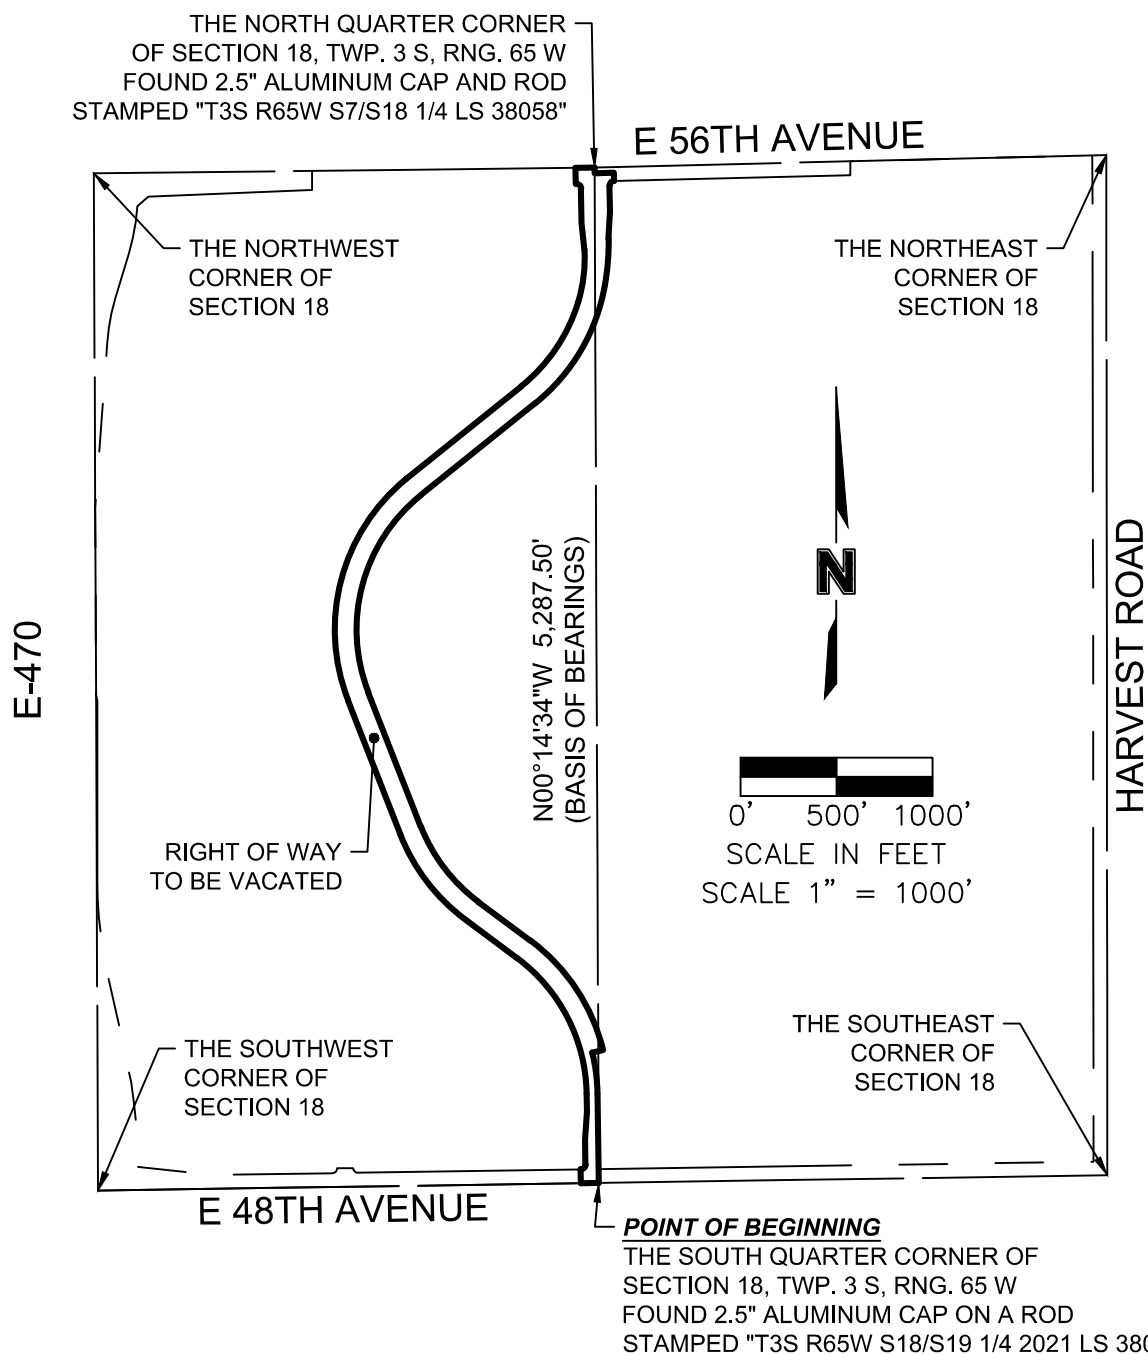 THE NORTH QUARTER CORNER
OF SECTION 18, TWP. 3 S, RNG. 65 W
FOUND 2.5" ALUMINUM CAP AND ROD
STAMPED "T3S R65W S7/S18 1/4 LS 38058"
E 56TH AVENUE
THE NORTHWEST
CORNER OF
SECTION 18
THE NORTHEAST
CORNER OF
SECTION 18
E-470
N00°14'34"W 5,287.50'
(BASIS OF BEARINGS)
N
HARVEST ROAD
0' 500' 1000'
SCALE IN FEET
SCALE 1" = 1000'
RIGHT OF WAY
TO BE VACATED
THE SOUTHWEST
CORNER OF
SECTION 18
THE SOUTHEAST
CORNER OF
SECTION 18
E 48TH AVENUE
POINT OF BEGINNING
THE SOUTH QUARTER CORNER OF
SECTION 18, TWP. 3 S, RNG. 65 W
FOUND 2.5" ALUMINUM CAP ON A ROD
STAMPED "T3S R65W S18/S19 1/4 2021 LS